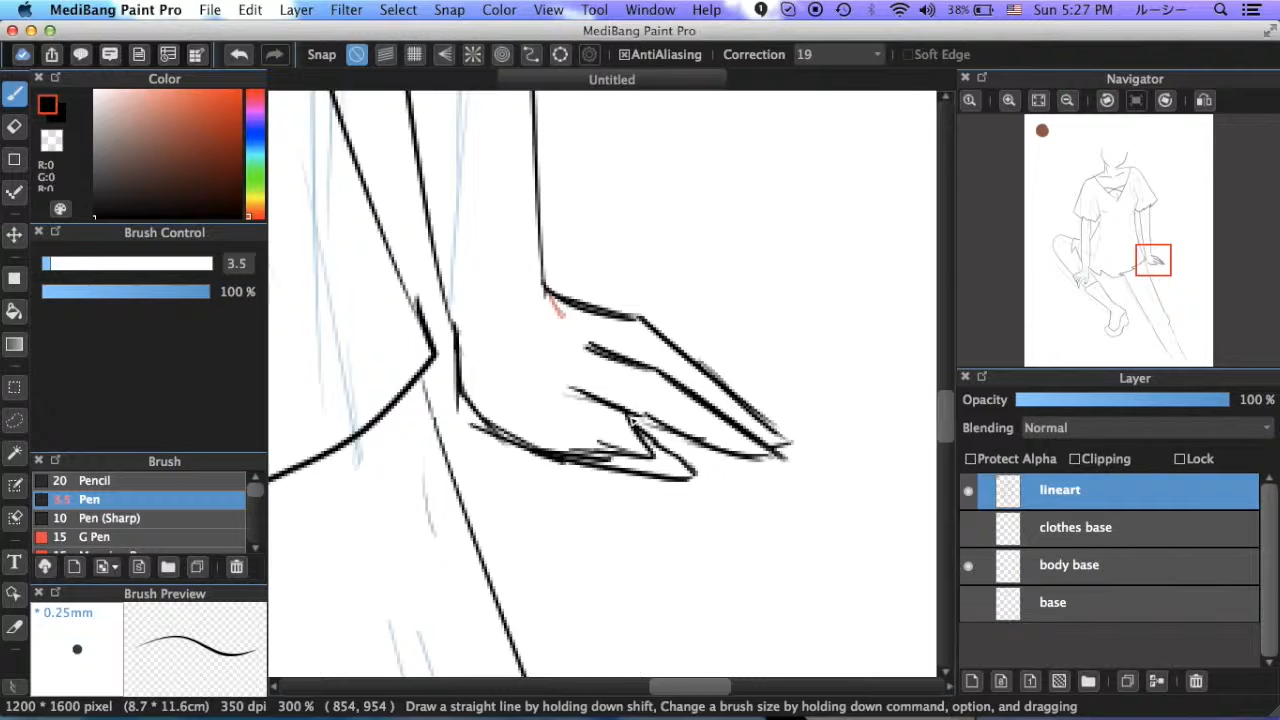 MediBang Paint Pro File Edit Layer Filter Select Snap Color View Tool Window Help 38% Sun 5:27 PM ルーシー
MediBang Paint Pro
Snap AntiAliasing Correction 19 Soft Edge
Untitled
Color
R:0
G:0
Brush Control
3.5
100 %
Brush
20 Pencil
3.5 Pen
10 Pen (Sharp)
15 G Pen
Brush Preview
* 0.25mm
Navigator
Layer
Opacity 100 %
Blending Normal
Protect Alpha Clipping Lock
lineart
clothes base
body base
base
1200 * 1600 pixel (8.7 * 11.6cm) 350 dpi 300 % ( 854, 954 ) Draw a straight line by holding down shift, Change a brush size by holding down command, option, and dragging